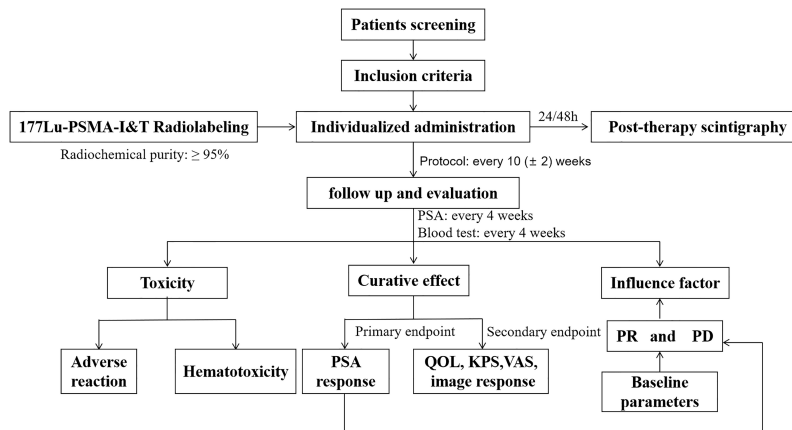 Patients screening
Inclusion criteria
177Lu-PSMA-I&T Radiolabeling
Individualized administration
24/48h
Post-therapy scintigraphy
Radiochemical purity: ≥ 95%
Protocol: every 10 (± 2) weeks
follow up and evaluation
PSA: every 4 weeks
Blood test: every 4 weeks
Toxicity
Curative effect
Influence factor
Primary endpoint
Secondary endpoint
PR and PD
Adverse
reaction
Hematotoxicity
PSA
response
QOL, KPS,VAS,
image response
Baseline
parameters